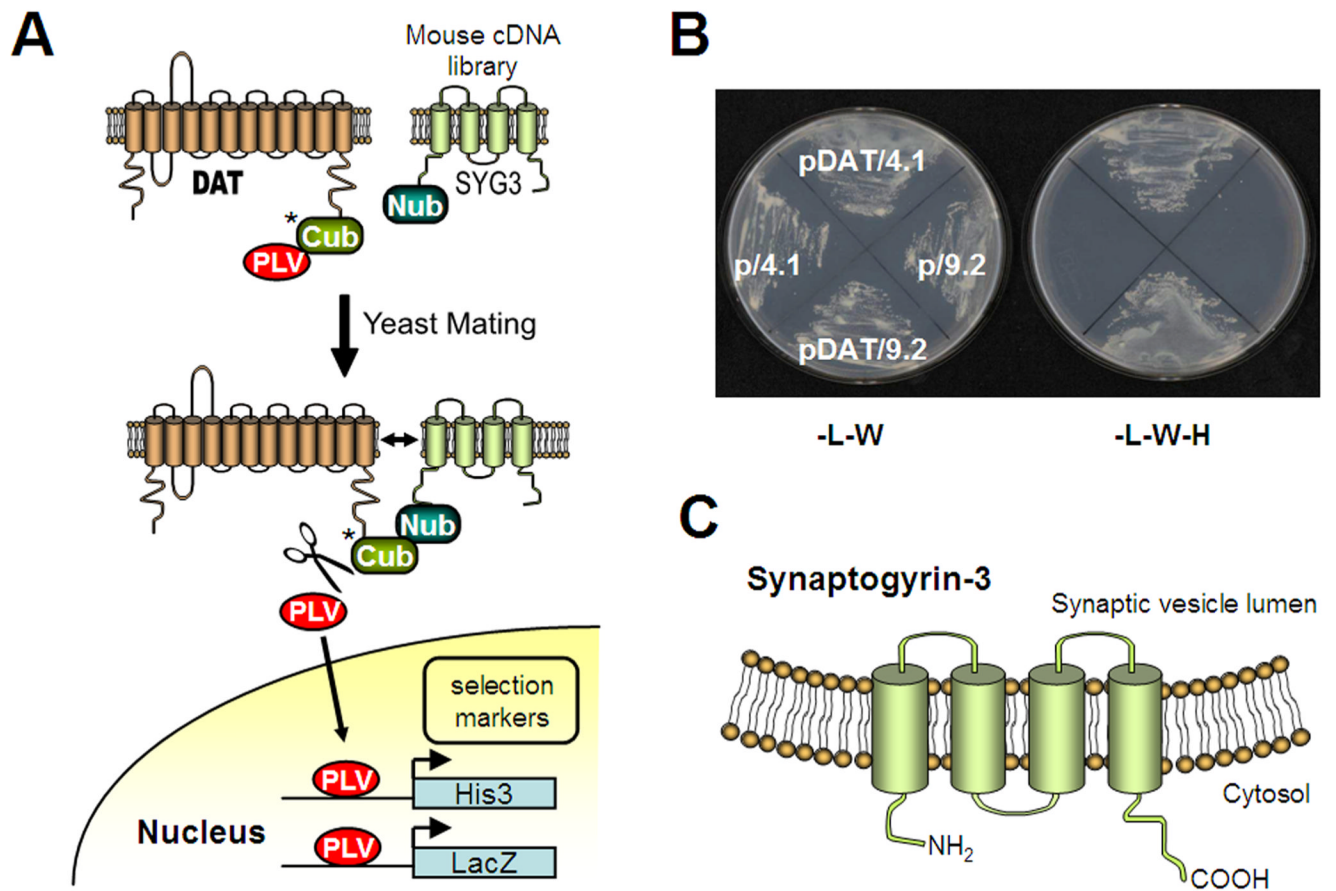 A
Mouse cDNA
library
DAT
SYG3
Nub
*
Cub
PLV
Yeast Mating
Nub
*
Cub
PLV
selection
markers
PLV
His3
Nucleus
PLV
LacZ
B
pDAT/4.1
p/4.1
p/9.2
pDAT/9.2
-L-W
-L-W-H
C
Synaptogyrin-3
Synaptic vesicle lumen
Cytosol
NH2
COOH